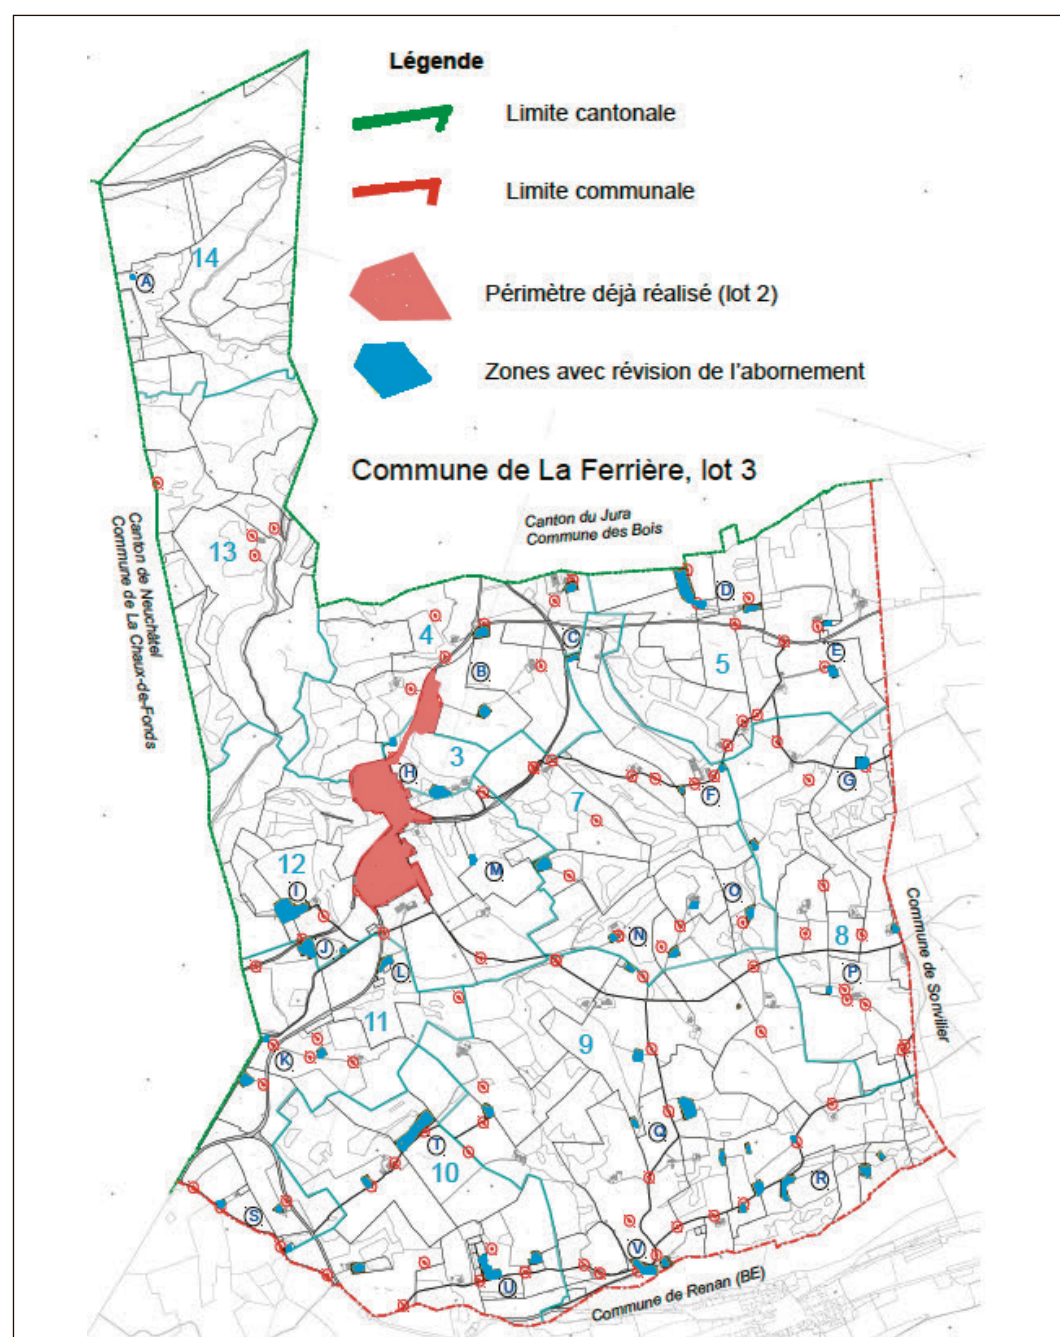 Légende
Limite cantonale
Limite communale
Périmètre déjà réalisé (lot 2)
Zones avec révision de l'abornement
Commune de La Ferrière, lot 3
Canton du Jura
Commune des Bois
Canton de Neuchâtel
Commune de La Chaux-de-Fonds
14
A
13
4
B
C
D
5
E
3
H
7
F
G
12
I
M
O
J
N
8
L
P
Commune de Sonvilier
11
9
K
Q
T
10
R
S
V
U
Commune de Renan (BE)